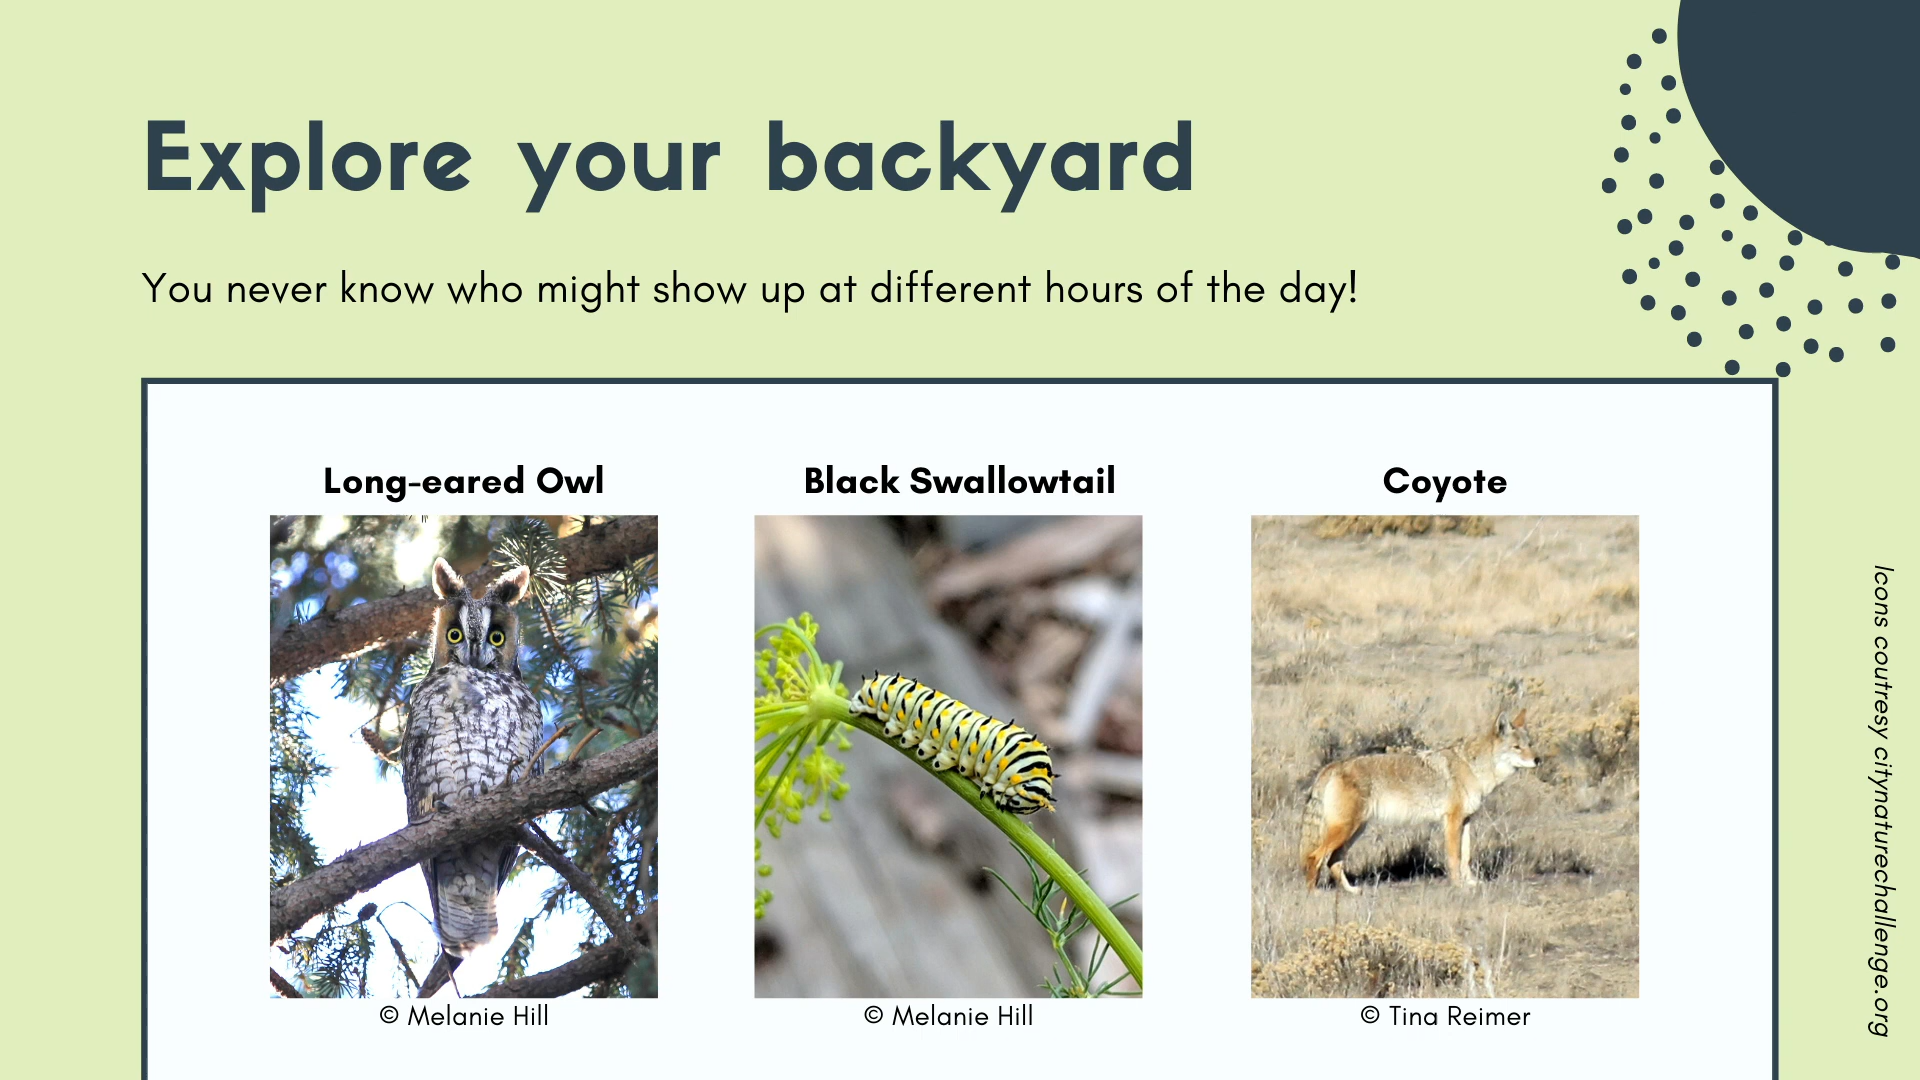 Explore your backyard
You never know who might show up at different hours of the day!
Long-eared Owl
Black Swallowtail
Coyote
© Melanie Hill
© Melanie Hill
© Tina Reimer
Icons coutresy citynaturechallenge.org